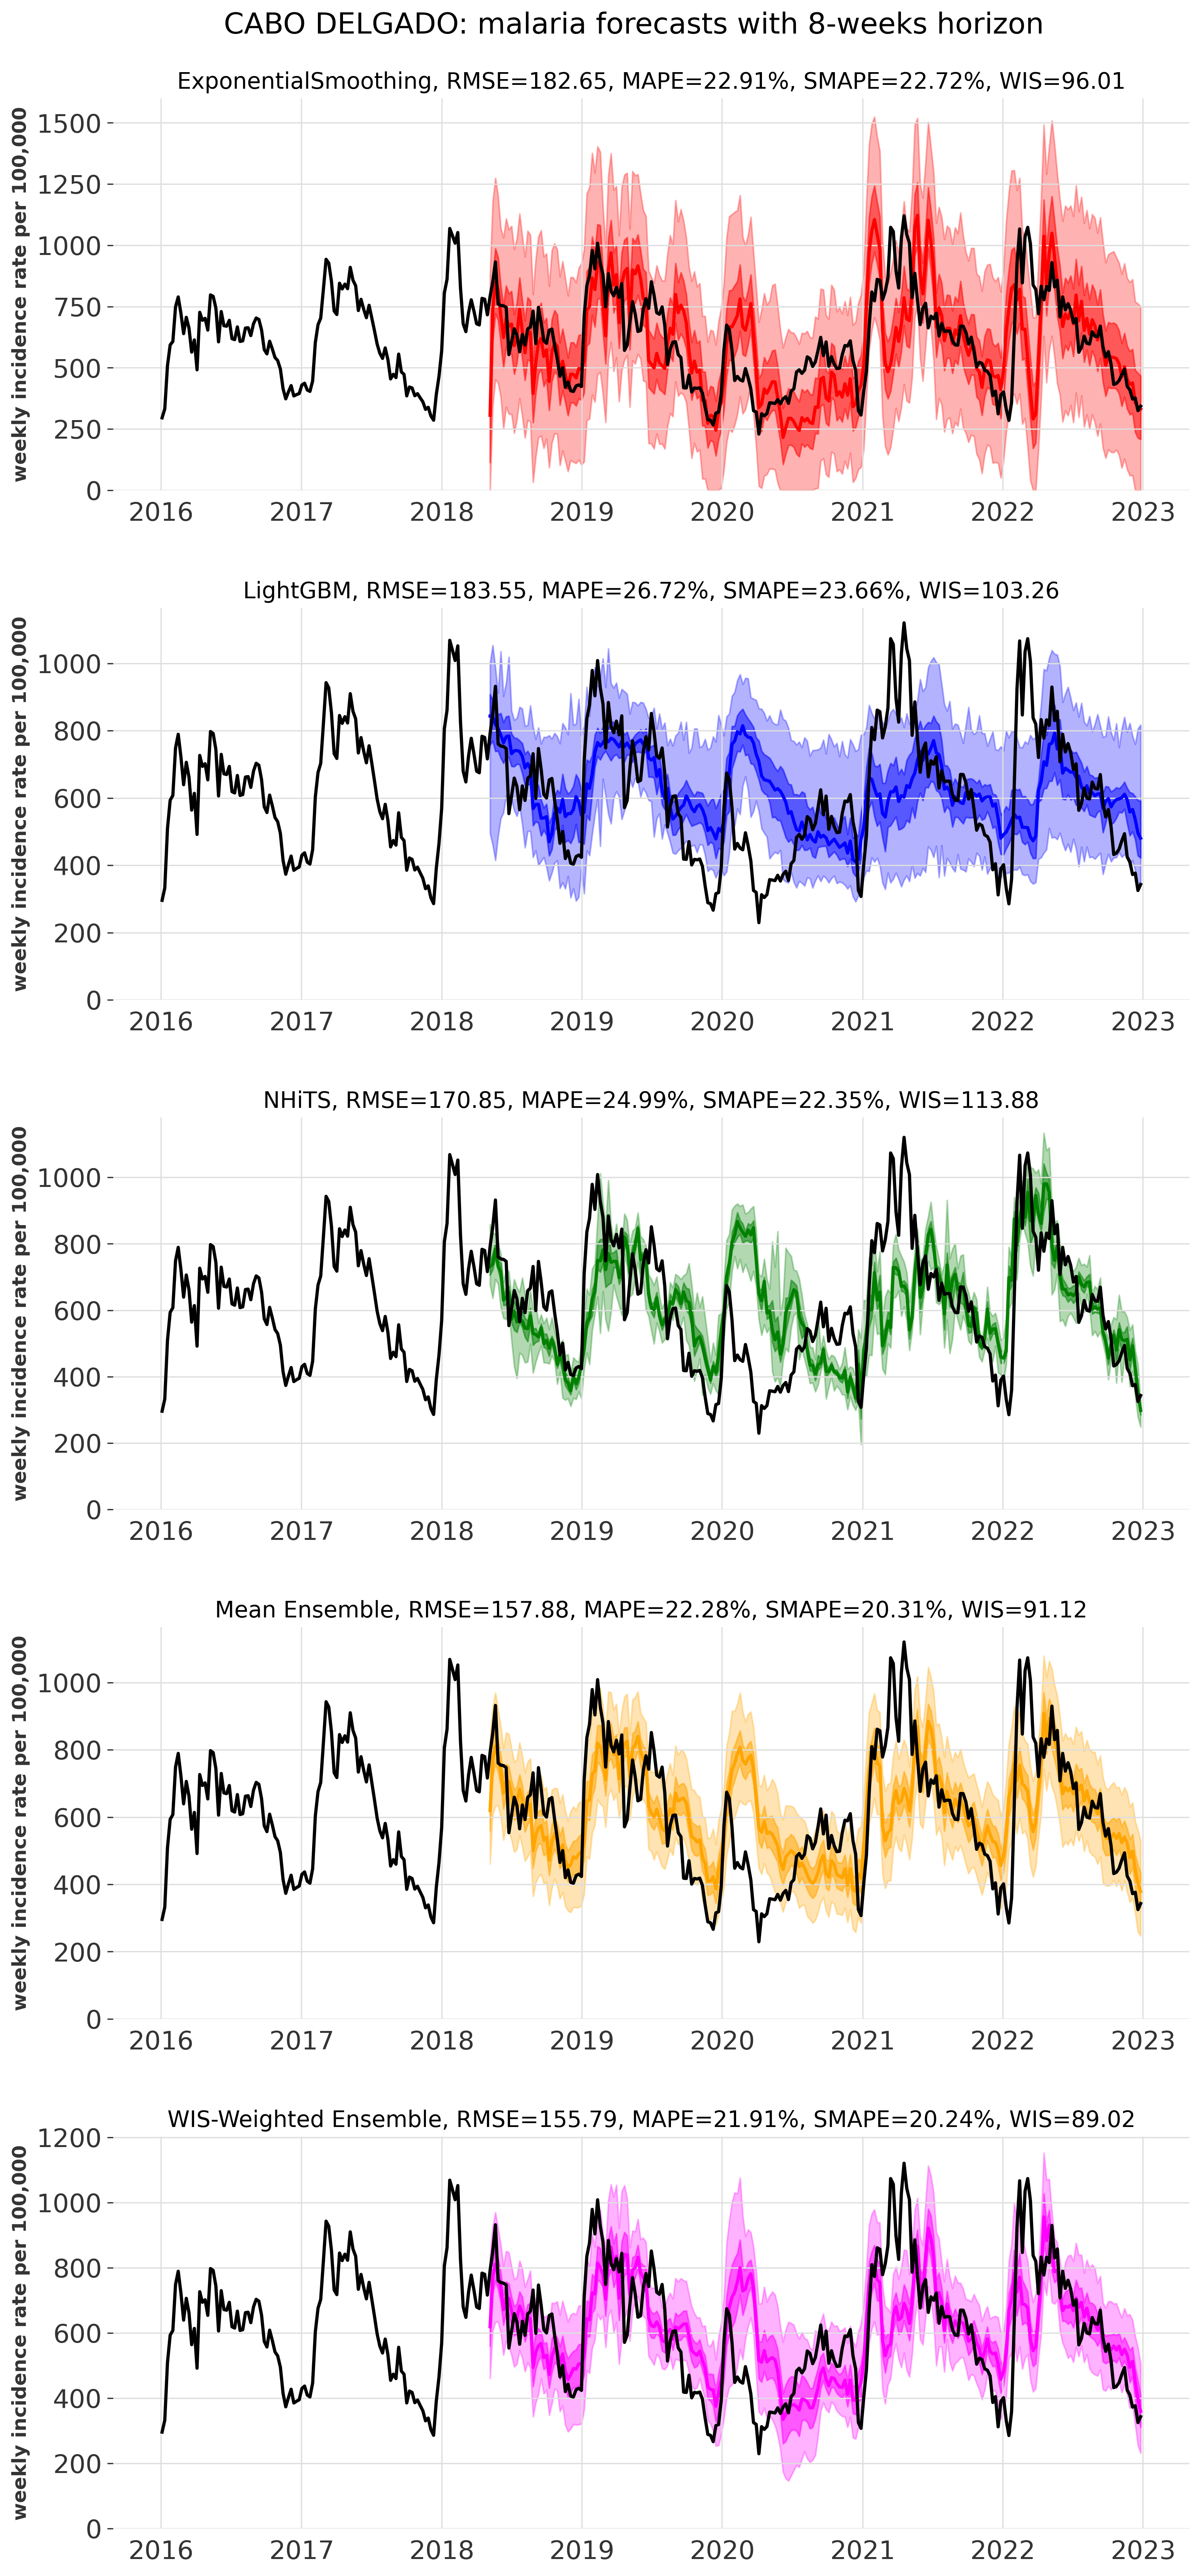 CABO DELGADO: malaria forecasts with 8-weeks horizon
ExponentialSmoothing, RMSE=182.65, MAPE=22.91%, SMAPE=22.72%, WIS=96.01
weekly incidence rate per 100,000
1500
1250
1000
750
500
250
0
2016 2017 2018 2019 2020 2021 2022 2023
LightGBM, RMSE=183.55, MAPE=26.72%, SMAPE=23.66%, WIS=103.26
weekly incidence rate per 100,000
1000
800
600
400
200
0
2016 2017 2018 2019 2020 2021 2022 2023
NHiTS, RMSE=170.85, MAPE=24.99%, SMAPE=22.35%, WIS=113.88
weekly incidence rate per 100,000
1000
800
600
400
200
0
2016 2017 2018 2019 2020 2021 2022 2023
Mean Ensemble, RMSE=157.88, MAPE=22.28%, SMAPE=20.31%, WIS=91.12
weekly incidence rate per 100,000
1000
800
600
400
200
0
2016 2017 2018 2019 2020 2021 2022 2023
WIS-Weighted Ensemble, RMSE=155.79, MAPE=21.91%, SMAPE=20.24%, WIS=89.02
weekly incidence rate per 100,000
1200
1000
800
600
400
200
0
2016 2017 2018 2019 2020 2021 2022 2023